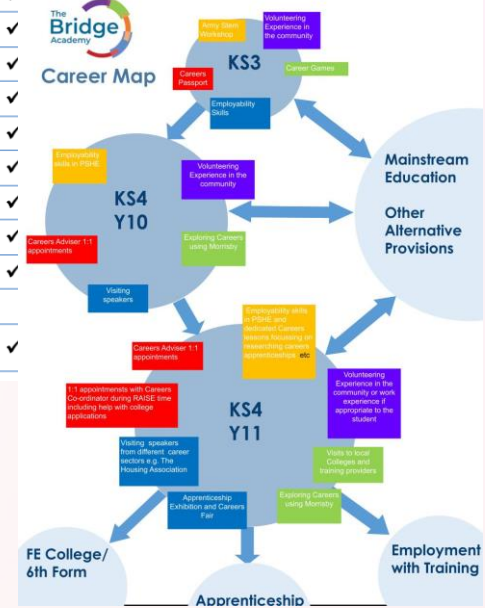 The
Bridge
Academy
Career Map
Army Stem
Workshop
Volunteering
Experience in
the community
KS3
Careers
Passport
Career Games
Employability
Skills
Employability
skills in PSHE
Volunteering
Experience in the
community
KS4
Y10
Careers Adviser 1:1
appointments
Exploring Careers
using Morrisby
Visiting
speakers
Mainstream
Education
Other
Alternative
Provisions
Employability skills
in PSHE and
dedicated Careers
lessons focussing on
researching careers
apprenticeships etc
Careers Adviser 1:1
appointments
Volunteering
Experience in the
community or work
experience if
appropriate to the
student
1:1 appointments with Careers
Co-ordinator during RAISE time
including help with college
applications
KS4
Y11
Visiting speakers
from different career
sectors e.g. The
Housing Association
Visits to local
Colleges and
training providers
Apprenticeship
Exhibition and Careers
Fair
Exploring Careers
using Morrisby
FE College/
6th Form
Apprenticeship
Employment
with Training